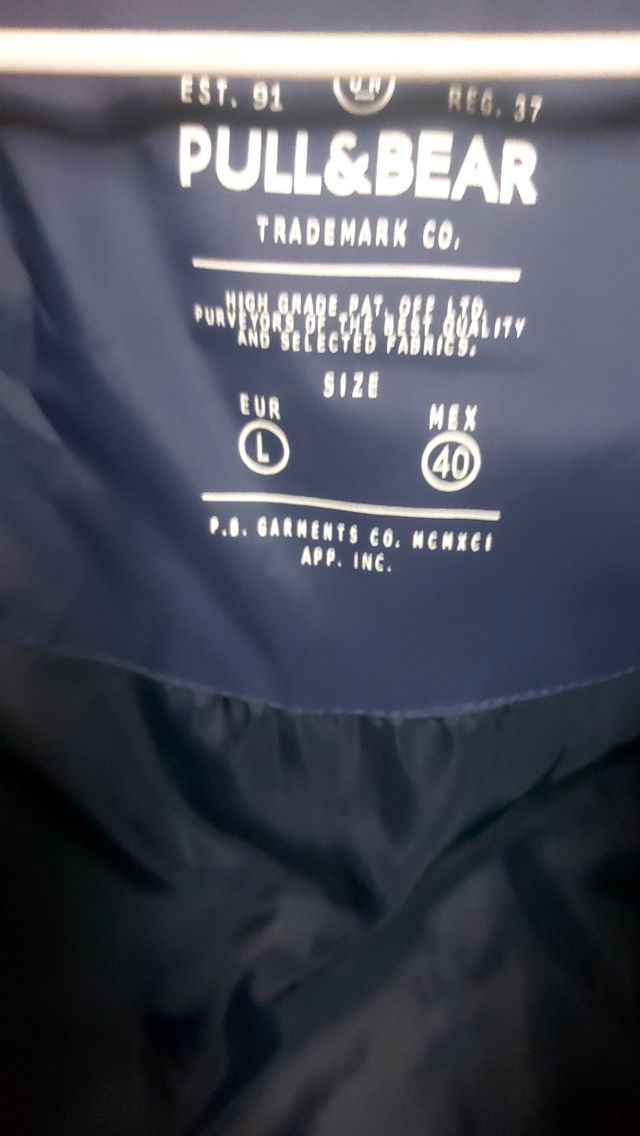 EST. 91 REG. 37
PULL&BEAR
TRADEMARK CO.
HIGH GRADE PAT. OFF LTD.
PURVEYORS OF THE BEST QUALITY
AND SELECTED FABRICS.
SIZE
EUR MEX
L 40
P.B. GARMENTS CO. MCMXCI
APP. INC.